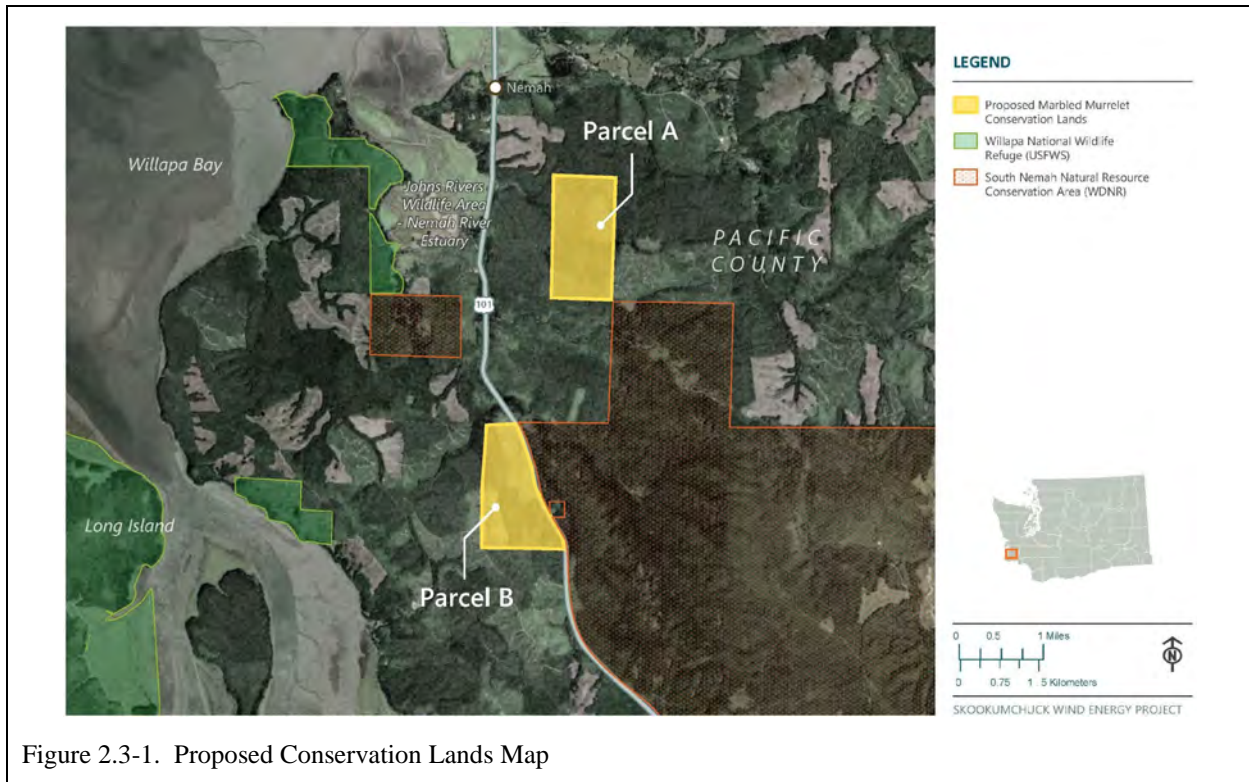 Nemah
Parcel A
Willapa Bay
Johns Rivers
Wildlife Area
- Nemah River
Estuary
PACIFIC
COUNTY
101
Long Island
Parcel B
LEGEND
Proposed Marbled Murrelet
Conservation Lands
Willapa National Wildlife
Refuge (USFWS)
South Nemah Natural Resource
Conservation Area (WDNR)
0 0.5 1 Miles
0 0.75 1 5 Kilometers
N
SKOOKUMCHUCK WIND ENERGY PROJECT
Figure 2.3-1. Proposed Conservation Lands Map